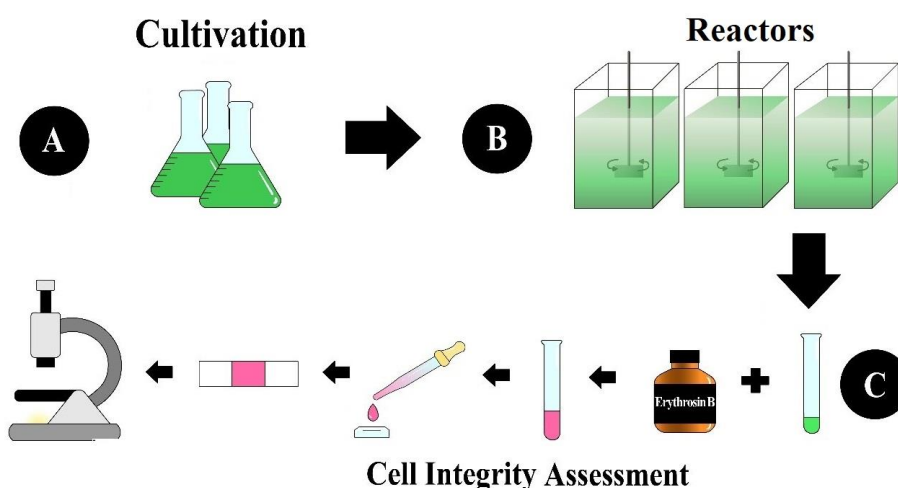 Cultivation
Reactors
A
B
Erythrosin B
C
Cell Integrity Assessment